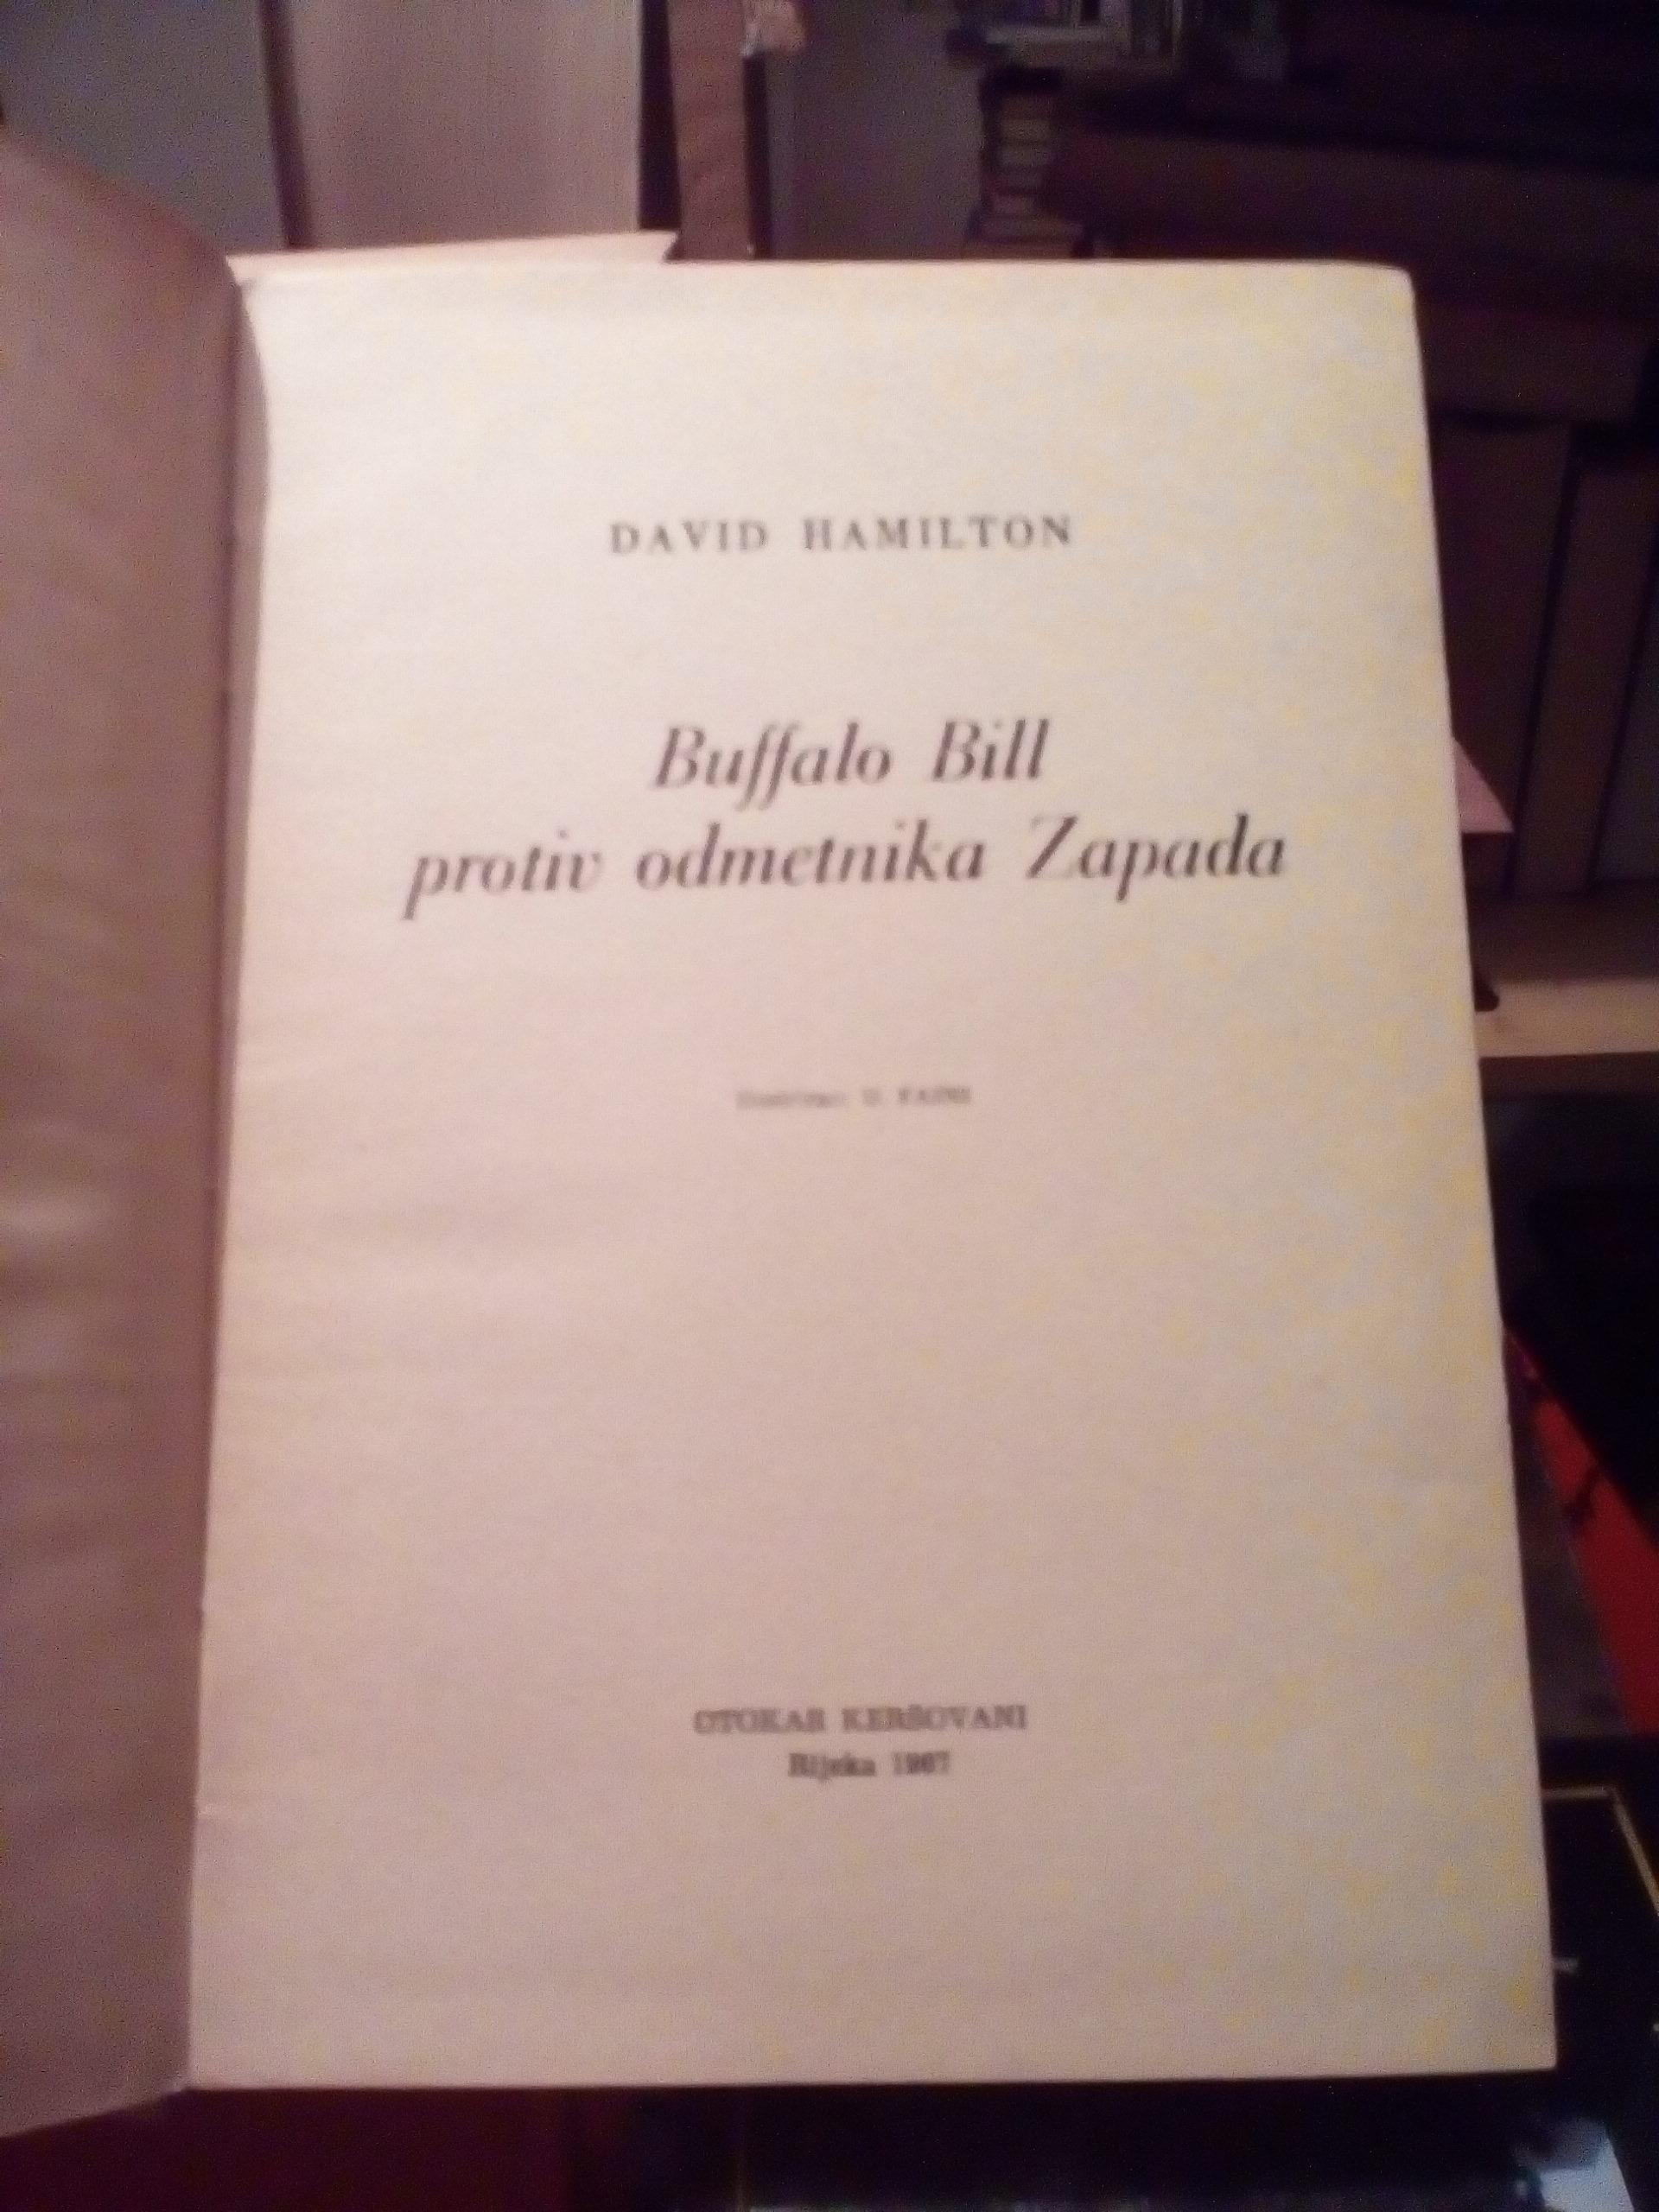 DAVID HAMILTON
Buffalo Bill
protiv odmetnika Zapada
OTOKAR KERŠOVANI
Rijeka 1967